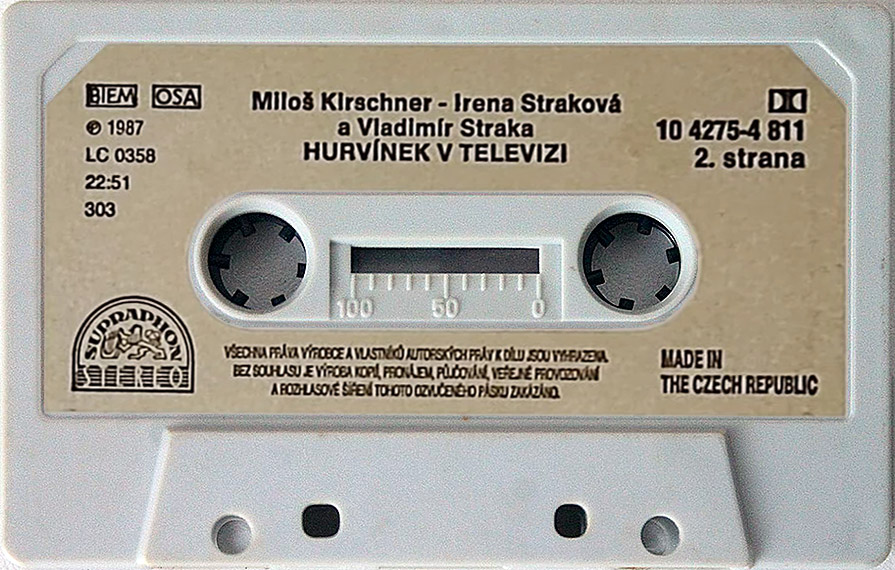 BIEM OSA
℗ 1987
LC 0358
22:51
303
Miloš Kirschner - Irena Straková
a Vladimír Straka
HURVÍNEK V TELEVIZI
10 4275-4 811
2. strana
100 50 0
SUPRAPHON
STEREO
VŠECHNA PRÁVA VÝROBCE A VLASTNÍKŮ AUTORSKÝCH PRÁV K DÍLU JSOU VYHRAZENA.
BEZ SOUHLASU JE VÝROBA KOPIÍ, PRONÁJEM, PŮJČOVÁNÍ, VEŘEJNÉ PROVOZOVÁNÍ
A ROZHLASOVÉ ŠÍŘENÍ TOHOTO OZVUČENÉHO PÁSKU ZAKÁZÁNO.
MADE IN
THE CZECH REPUBLIC